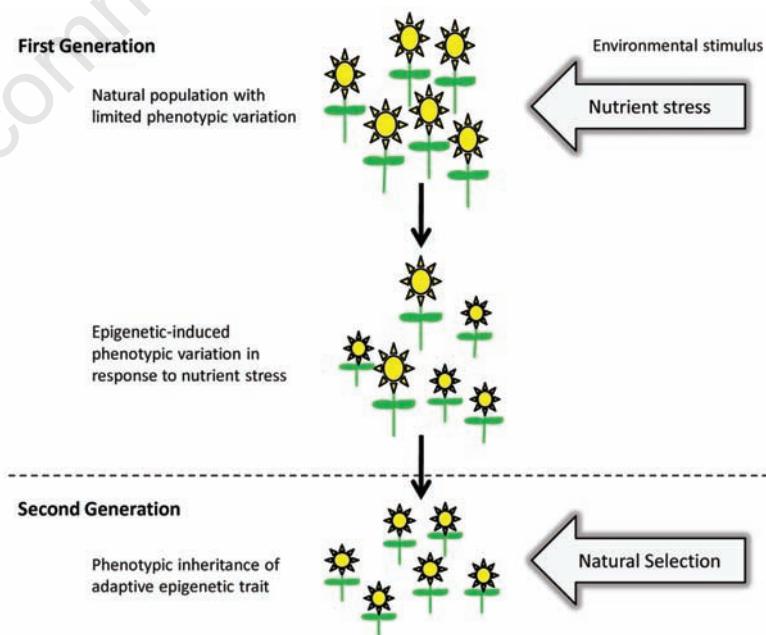 First Generation
Environmental stimulus
Natural population with
limited phenotypic variation
Nutrient stress
Epigenetic-induced
phenotypic variation in
response to nutrient stress
Second Generation
Phenotypic inheritance of
adaptive epigenetic trait
Natural Selection